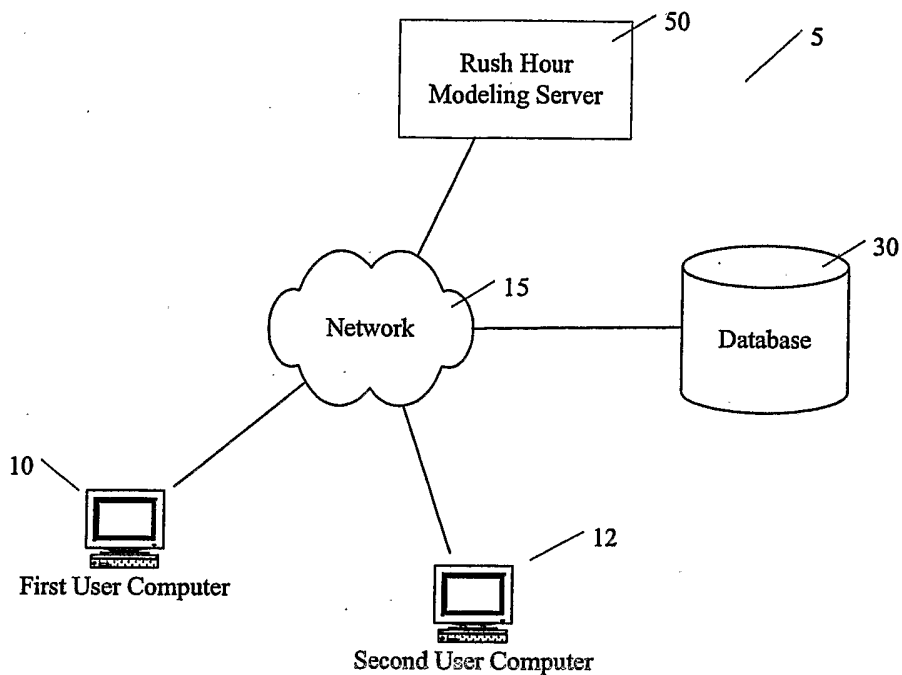 50
5
Rush Hour
Modeling Server
30
15
Network
Database
10
12
First User Computer
Second User Computer